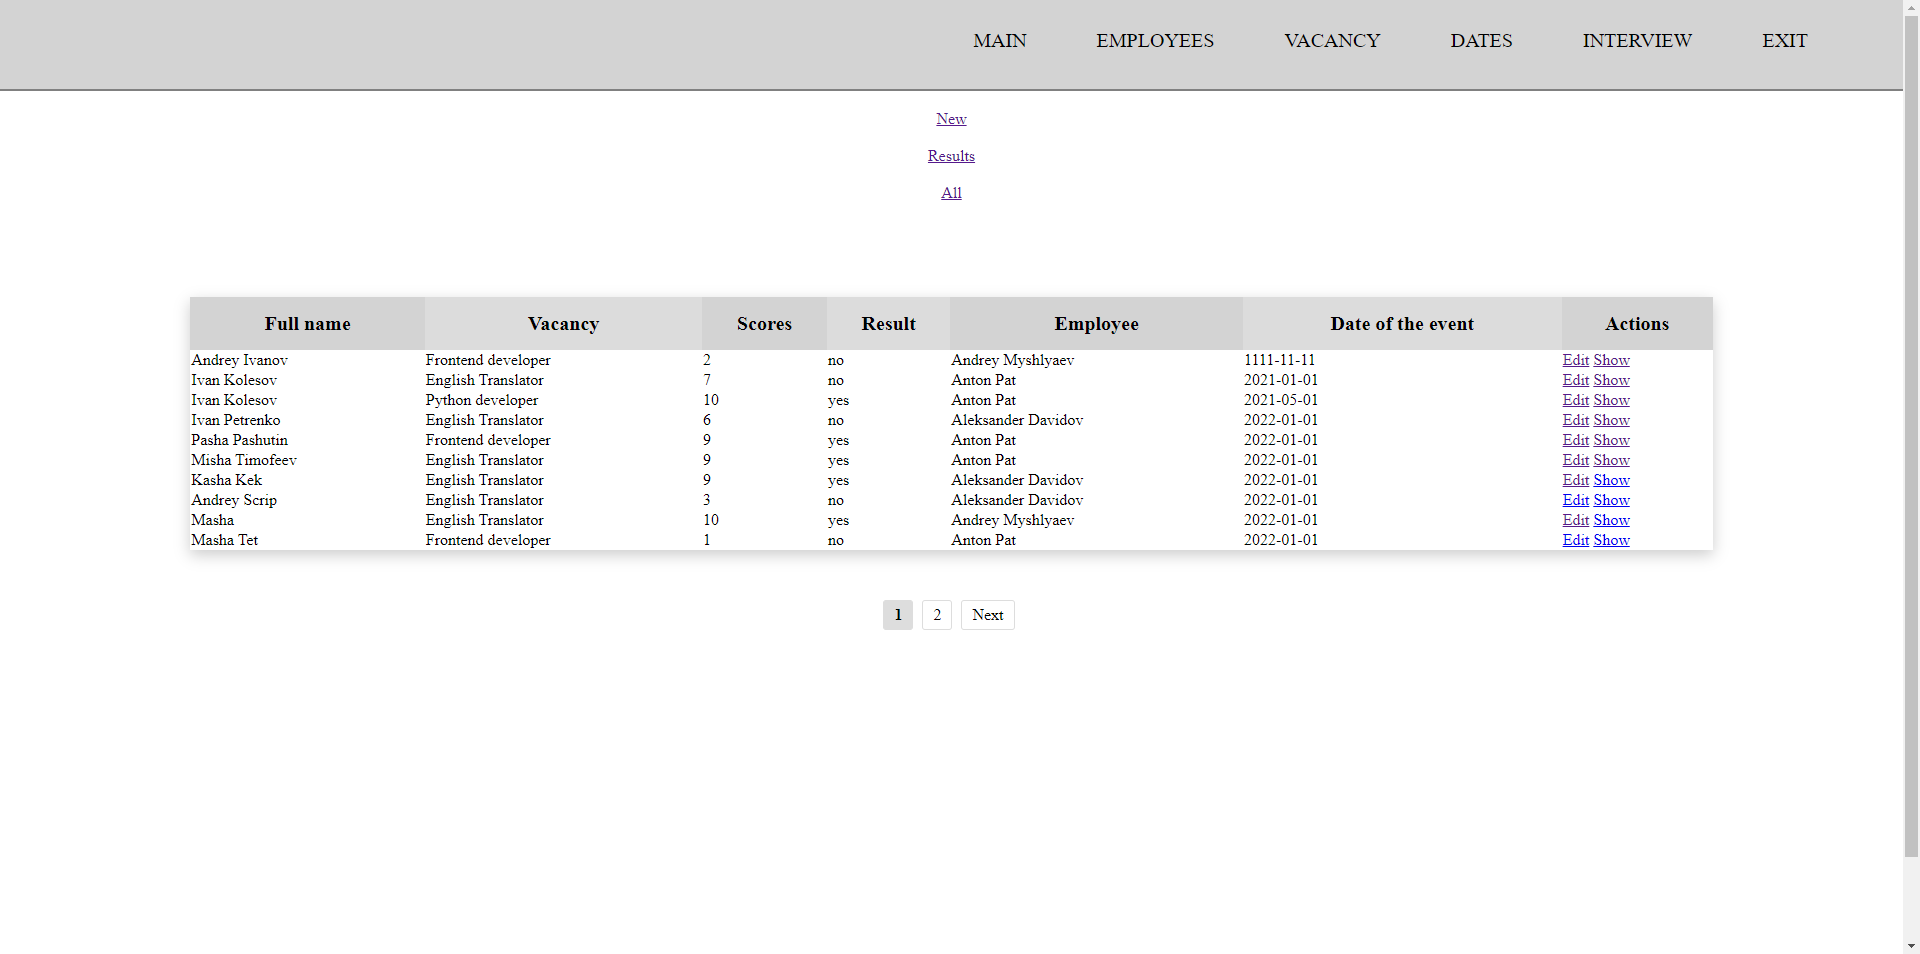 MAIN EMPLOYEES VACANCY DATES INTERVIEW EXIT
New
Results
All
Full name Vacancy Scores Result Employee Date of the event Actions
Andrey Ivanov Frontend developer 2 no Andrey Myshlyaev 1111-11-11 Edit Show
Ivan Kolesov English Translator 7 no Anton Pat 2021-01-01 Edit Show
Ivan Kolesov Python developer 10 yes Anton Pat 2021-05-01 Edit Show
Ivan Petrenko English Translator 6 no Aleksander Davidov 2022-01-01 Edit Show
Pasha Pashutin Frontend developer 9 yes Anton Pat 2022-01-01 Edit Show
Misha Timofeev English Translator 9 yes Anton Pat 2022-01-01 Edit Show
Kasha Kek English Translator 9 yes Aleksander Davidov 2022-01-01 Edit Show
Andrey Scrip English Translator 3 no Aleksander Davidov 2022-01-01 Edit Show
Masha English Translator 10 yes Andrey Myshlyaev 2022-01-01 Edit Show
Masha Tet Frontend developer 1 no Anton Pat 2022-01-01 Edit Show
1 2 Next